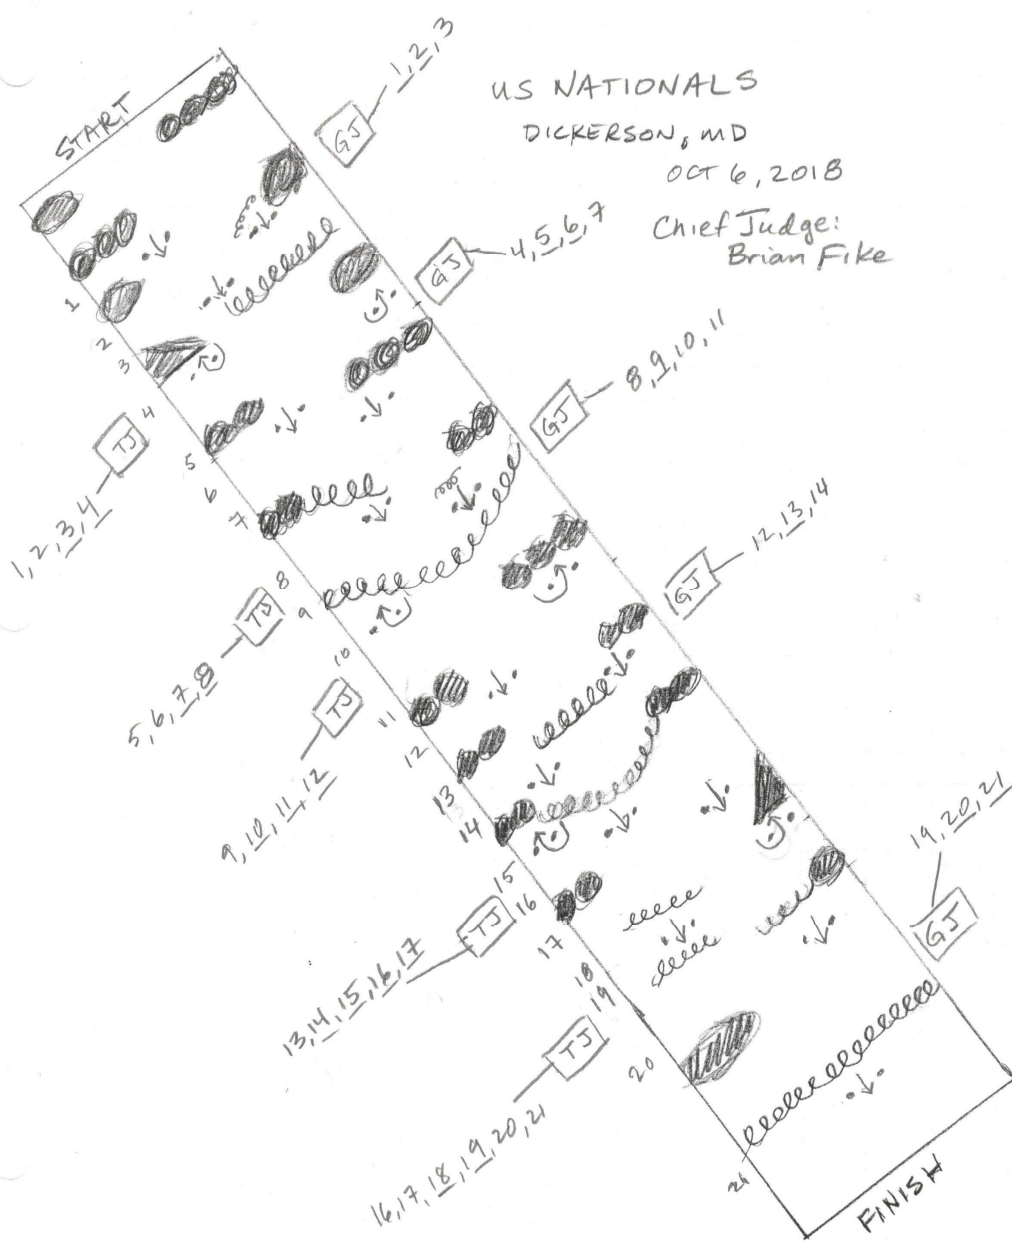 US NATIONALS
DICKERSON, MD
OCT 6, 2018
Chief Judge:
Brian Fike
START
GJ
1, 2, 3
GJ
4, 5, 6, 7
GJ
8, 9, 10, 11
GJ
12, 13, 14
GJ
19, 20, 21
1
2
3
4
5
6
7
8
9
10
11
12
13
14
15
16
17
18
19
20
TJ
1, 2, 3, 4
TJ
5, 6, 7, 8
TJ
9, 10, 11, 12
TJ
13, 14, 15, 16, 17
TJ
16, 17, 18, 19, 20, 21
FINISH